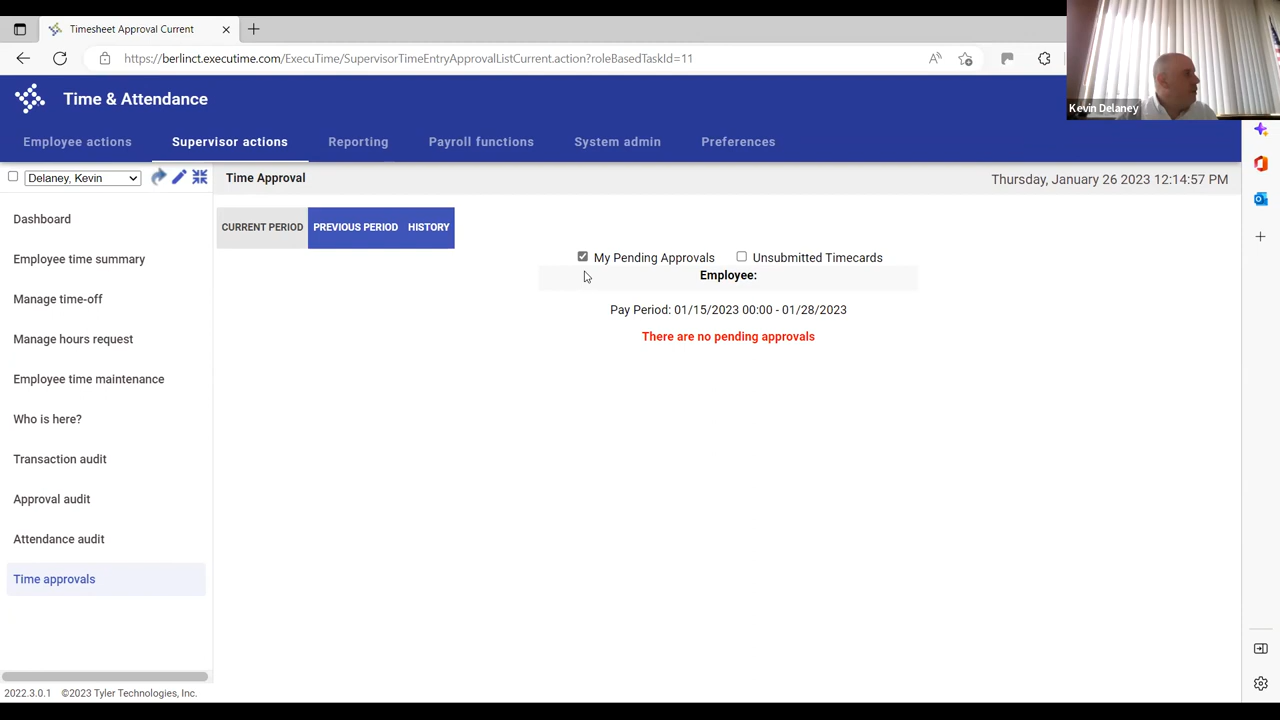 Timesheet Approval Current
https://berlinct.executime.com/ExecuTime/SupervisorTimeEntryApprovalListCurrent.action?roleBasedTaskId=11
Kevin Delaney
Time & Attendance
Employee actions Supervisor actions Reporting Payroll functions System admin Preferences
Delaney, Kevin
Time Approval
Thursday, January 26 2023 12:14:57 PM
Dashboard
Employee time summary
Manage time-off
Manage hours request
Employee time maintenance
Who is here?
Transaction audit
Approval audit
Attendance audit
Time approvals
CURRENT PERIOD PREVIOUS PERIOD HISTORY
My Pending Approvals Unsubmitted Timecards
Employee:
Pay Period: 01/15/2023 00:00 - 01/28/2023
There are no pending approvals
2022.3.0.1 ©2023 Tyler Technologies, Inc.